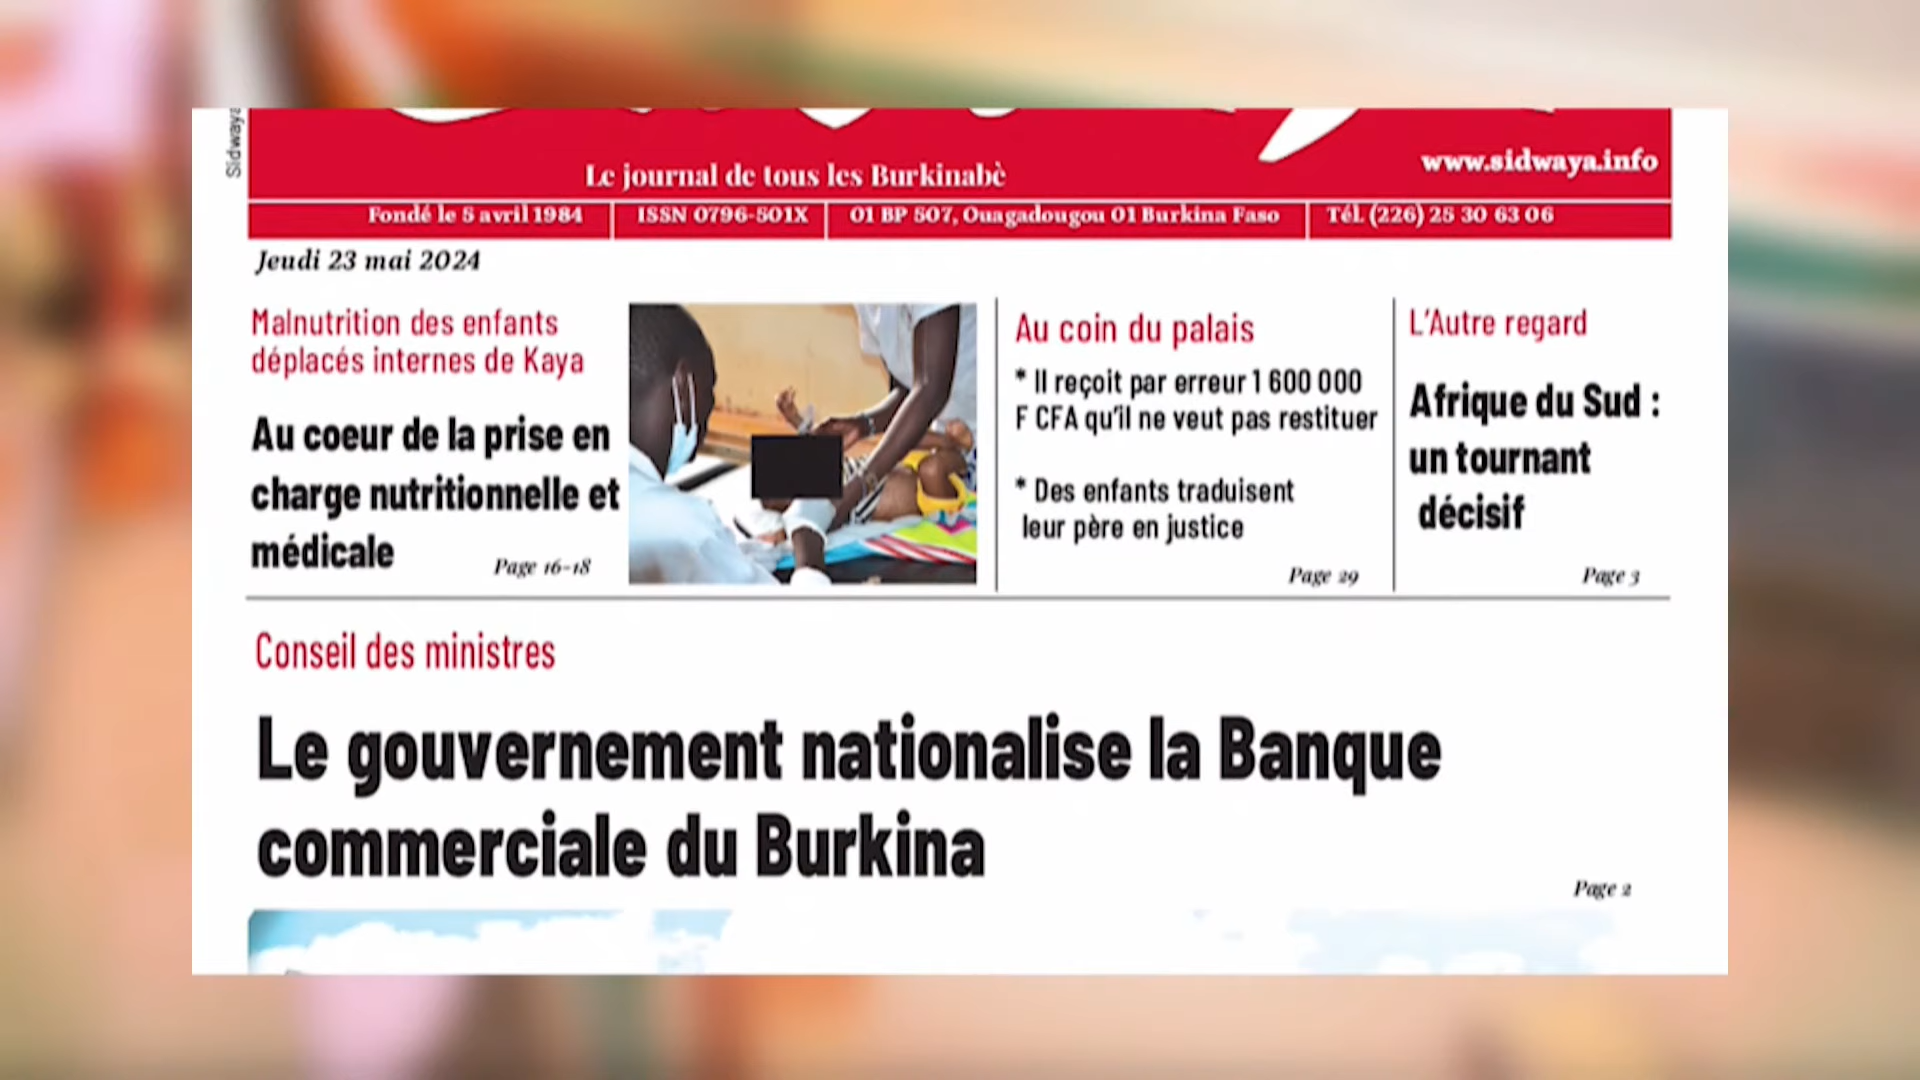 Sidwaya
Le journal de tous les Burkinabè
www.sidwaya.info
Fondé le 5 avril 1984
ISSN 0796-501X
01 BP 507, Ouagadougou 01 Burkina Faso
Tél. (226) 25 30 63 06
Jeudi 23 mai 2024
Malnutrition des enfants
déplacés internes de Kaya
Au coeur de la prise en
charge nutritionnelle et
médicale
Page 16-18
Au coin du palais
* Il reçoit par erreur 1 600 000
F CFA qu'il ne veut pas restituer
* Des enfants traduisent
leur père en justice
Page 29
L'Autre regard
Afrique du Sud :
un tournant
décisif
Page 3
Conseil des ministres
Le gouvernement nationalise la Banque
commerciale du Burkina
Page 2